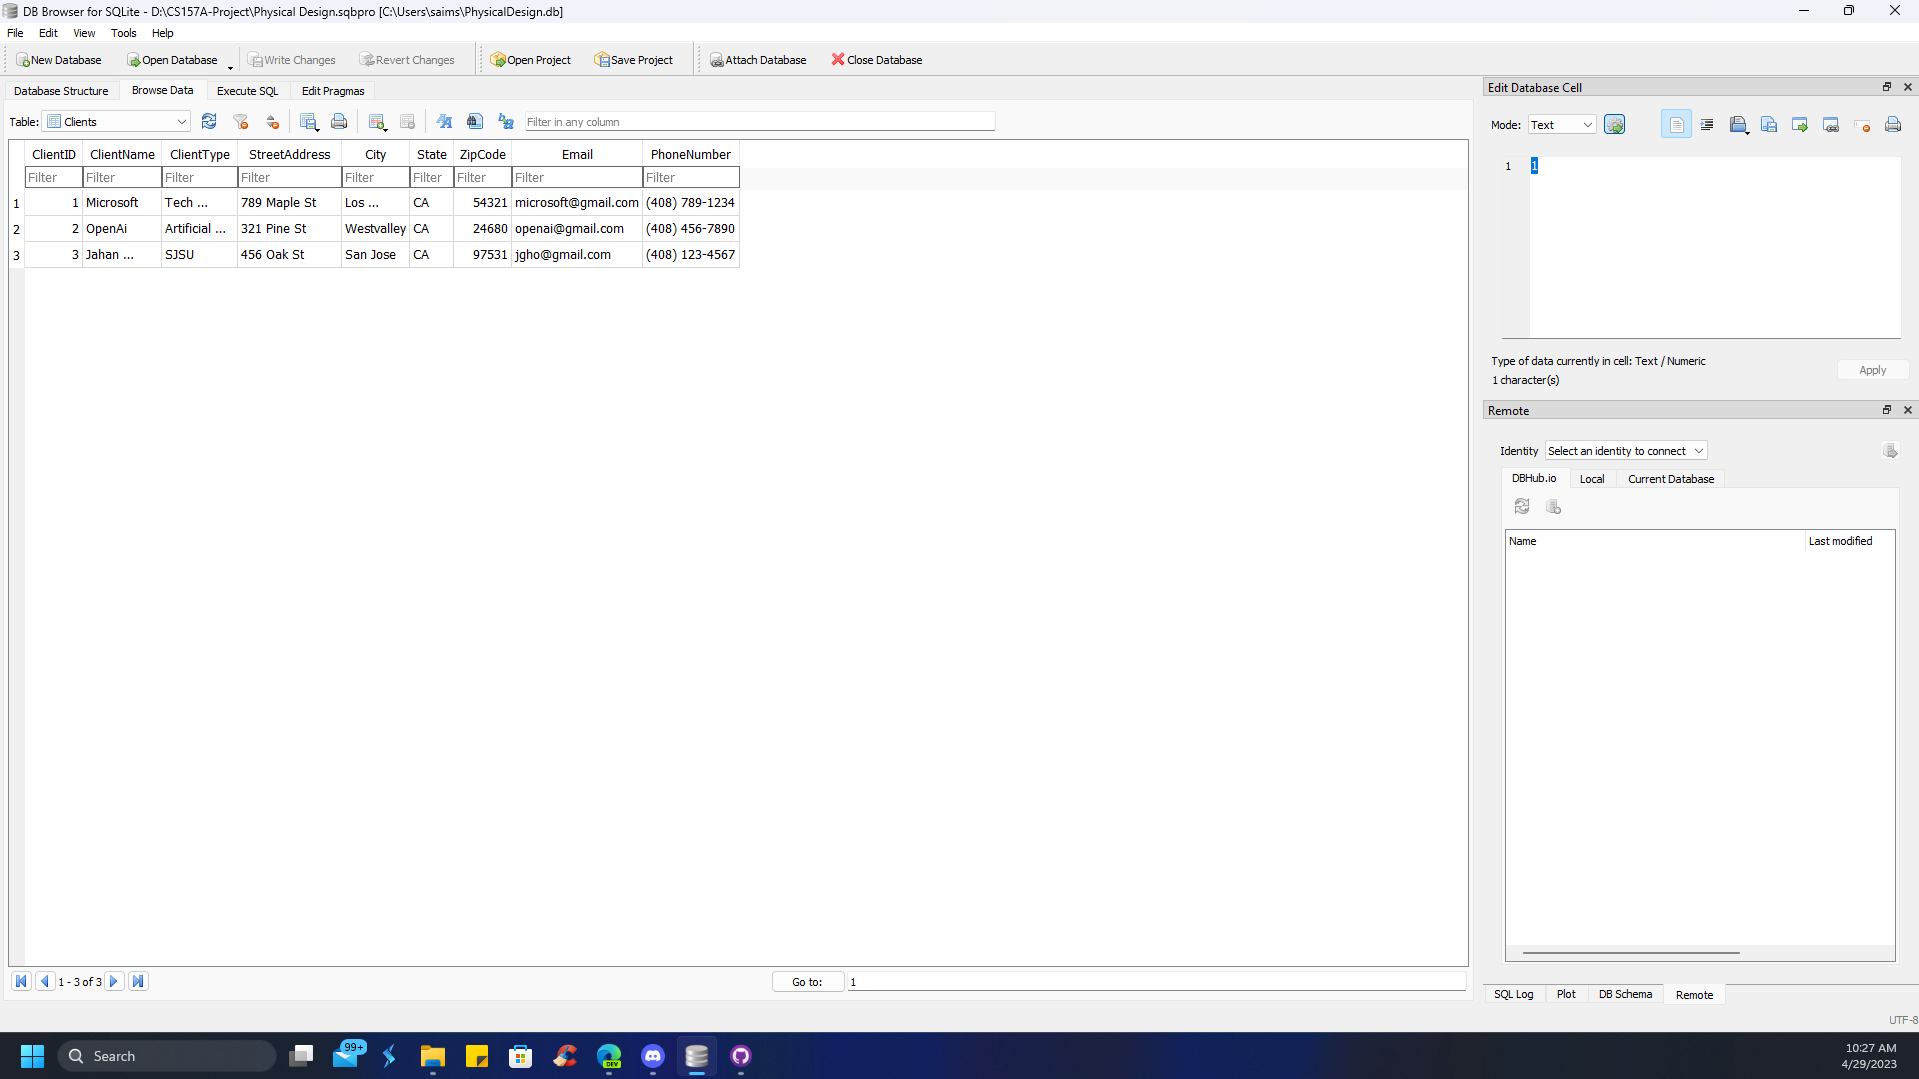 DB Browser for SQLite - D:\CS157A-Project\Physical Design.sqbpro [C:\Users\saims\PhysicalDesign.db]
File Edit View Tools Help
New Database Open Database Write Changes Revert Changes Open Project Save Project Attach Database Close Database
Database Structure Browse Data Execute SQL Edit Pragmas
Table: Clients Filter in any column
ClientID ClientName ClientType StreetAddress City State ZipCode Email PhoneNumber
Filter Filter Filter Filter Filter Filter Filter Filter Filter
1 1 Microsoft Tech ... 789 Maple St Los ... CA 54321 microsoft@gmail.com (408) 789-1234
2 2 OpenAi Artificial ... 321 Pine St Westvalley CA 24680 openai@gmail.com (408) 456-7890
3 3 Jahan ... SJSU 456 Oak St San Jose CA 97531 jgho@gmail.com (408) 123-4567
1 - 3 of 3 Go to: 1
Edit Database Cell
Mode: Text
1 1
Type of data currently in cell: Text / Numeric
1 character(s)
Apply
Remote
Identity Select an identity to connect
DBHub.io Local Current Database
Name Last modified
SQL Log Plot DB Schema Remote
UTF-8
Search 99+ DEV
10:27 AM
4/29/2023